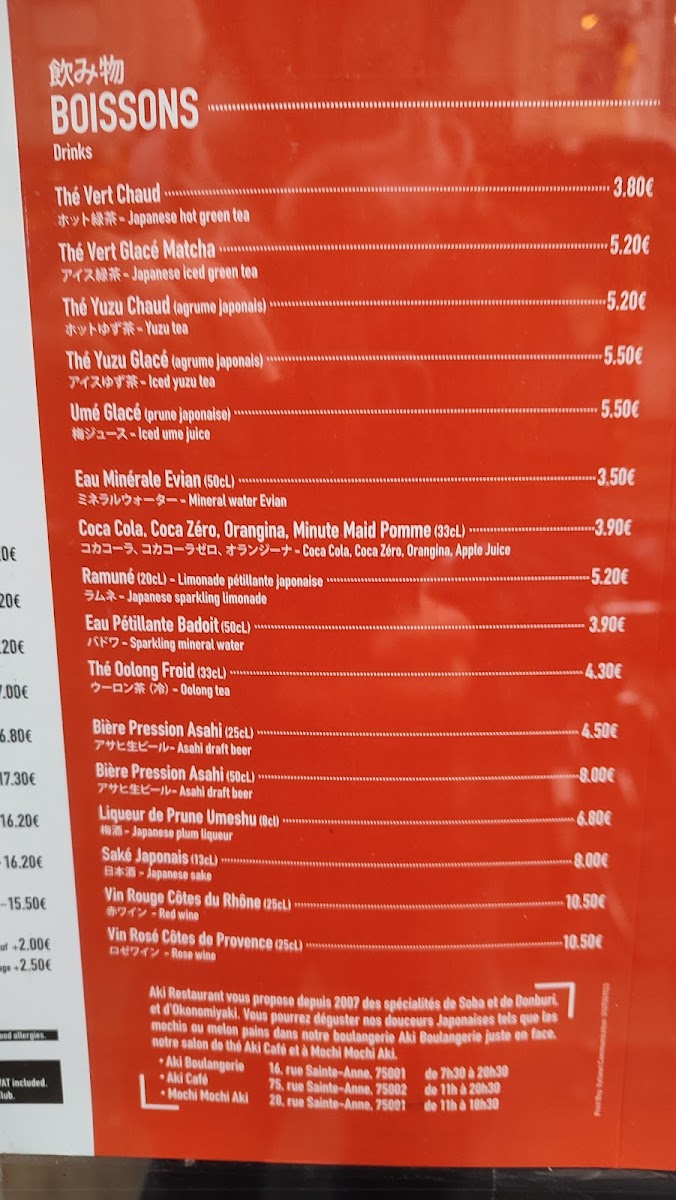 飲み物
BOISSONS
Drinks
Thé Vert Chaud 3.80€
ホット緑茶 - Japanese hot green tea
Thé Vert Glacé Matcha 5.20€
アイス緑茶 - Japanese iced green tea
Thé Yuzu Chaud (agrume japonais) 5.20€
ホットゆず茶 - Yuzu tea
Thé Yuzu Glacé (agrume japonais) 5.50€
アイスゆず茶 - Iced yuzu tea
Umé Glacé (prune japonaise) 5.50€
梅ジュース - Iced ume juice
Eau Minérale Evian (50cL) 3.50€
ミネラルウォーター - Mineral water Evian
Coca Cola, Coca Zéro, Orangina, Minute Maid Pomme (33cL) 3.90€
コカコーラ、コカコーラゼロ、オランジーナ - Coca Cola, Coca Zéro, Orangina, Apple Juice
Ramuné (20cL) - Limonade pétillante japonaise 5.20€
ラムネ - Japanese sparkling limonade
Eau Pétillante Badoit (50cL) 3.90€
バドワ - Sparkling mineral water
Thé Oolong Froid (33cL) 4.30€
ウーロン茶 (冷) - Oolong tea
Bière Pression Asahi (25cL) 4.50€
アサヒ生ビール - Asahi draft beer
Bière Pression Asahi (50cL) 8.00€
アサヒ生ビール - Asahi draft beer
Liqueur de Prune Umeshu (8cl) 6.80€
梅酒 - Japanese plum liqueur
Saké Japonais (13cL) 8.00€
日本酒 - Japanese sake
Vin Rouge Côtes du Rhône (25cL) 10.50€
赤ワイン - Red wine
Vin Rosé Côtes de Provence (25cL) 10.50€
ロゼワイン - Rose wine
Aki Restaurant vous propose depuis 2007 des spécialités de Soba et de Donburi,
et d'Okonomiyaki. Vous pourrez déguster nos douceurs Japonaises tels que les
mochis ou melon pains dans notre boulangerie Aki Boulangerie juste en face,
notre salon de thé Aki Café et à Mochi Mochi Aki.
• Aki Boulangerie 16, rue Sainte-Anne, 75001 de 7h30 à 20h30
• Aki Café 75, rue Sainte-Anne, 75002 de 11h à 20h30
• Mochi Mochi Aki 28, rue Sainte-Anne, 75001 de 11h à 18h30
0€
20€
.20€
7.00€
6.80€
17.30€
16.20€
16.20€
15.50€
+2.00€
+2.50€
food allergies.
VAT included.